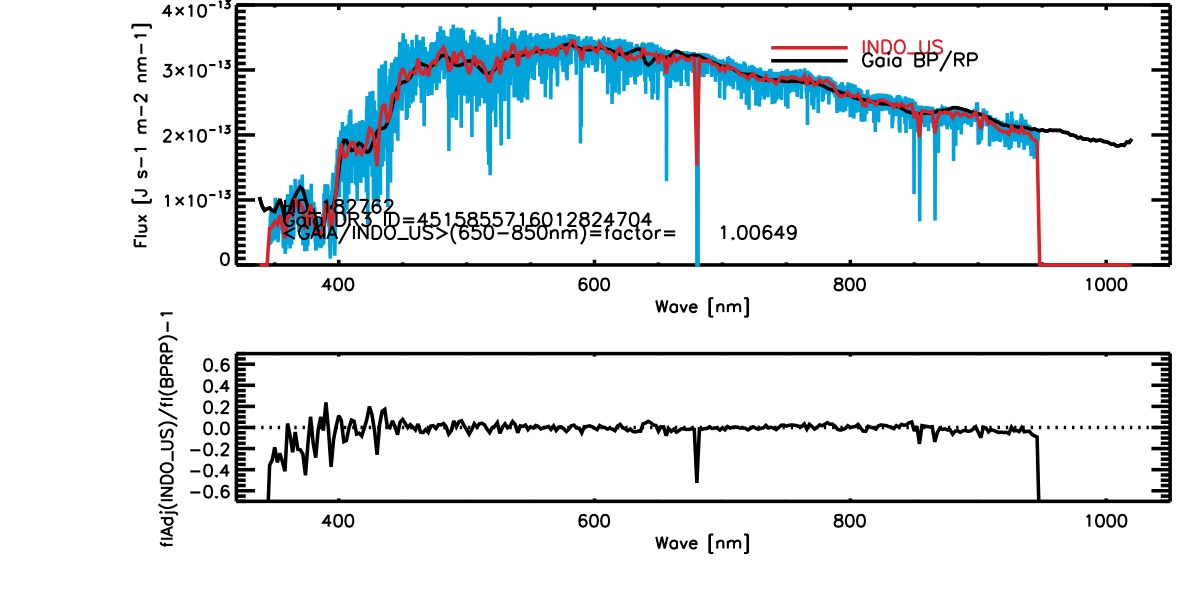 4×10−13
3×10−13
2×10−13
1×10−13
0
Flux [J s−1 m−2 nm−1]
INDO_US
Gaia BP/RP
HD_182762
Gaia DR3 ID=4515855716012824704
<GAIA/INDO_US>(650−850nm)=factor= 1.00649
400 600 800 1000
Wave [nm]
flAdj(INDO_US)/fl(BPRP)−1
0.6
0.4
0.2
0.0
−0.2
−0.4
−0.6
400 600 800 1000
Wave [nm]